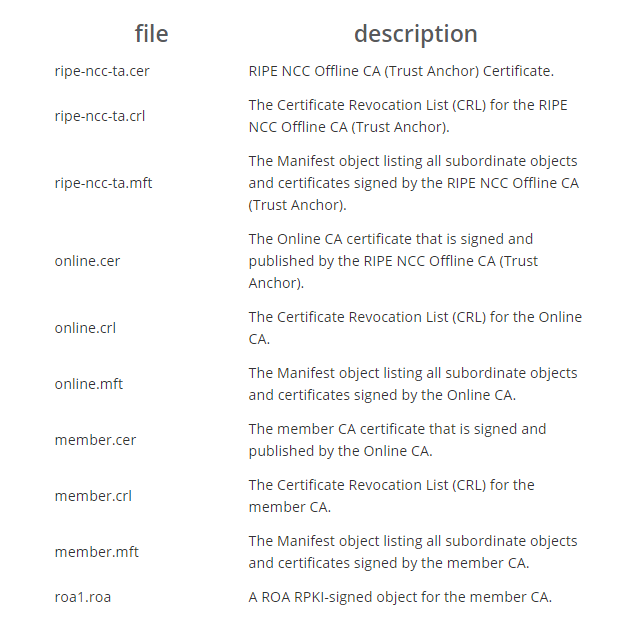 file description
ripe-ncc-ta.cer RIPE NCC Offline CA (Trust Anchor) Certificate.
ripe-ncc-ta.crl The Certificate Revocation List (CRL) for the RIPE
NCC Offline CA (Trust Anchor).
ripe-ncc-ta.mft The Manifest object listing all subordinate objects
and certificates signed by the RIPE NCC Offline CA
(Trust Anchor).
online.cer The Online CA certificate that is signed and
published by the RIPE NCC Offline CA (Trust
Anchor).
online.crl The Certificate Revocation List (CRL) for the Online
CA.
online.mft The Manifest object listing all subordinate objects
and certificates signed by the Online CA.
member.cer The member CA certificate that is signed and
published by the Online CA.
member.crl The Certificate Revocation List (CRL) for the
member CA.
member.mft The Manifest object listing all subordinate objects
and certificates signed by the member CA.
roa1.roa A ROA RPKI-signed object for the member CA.